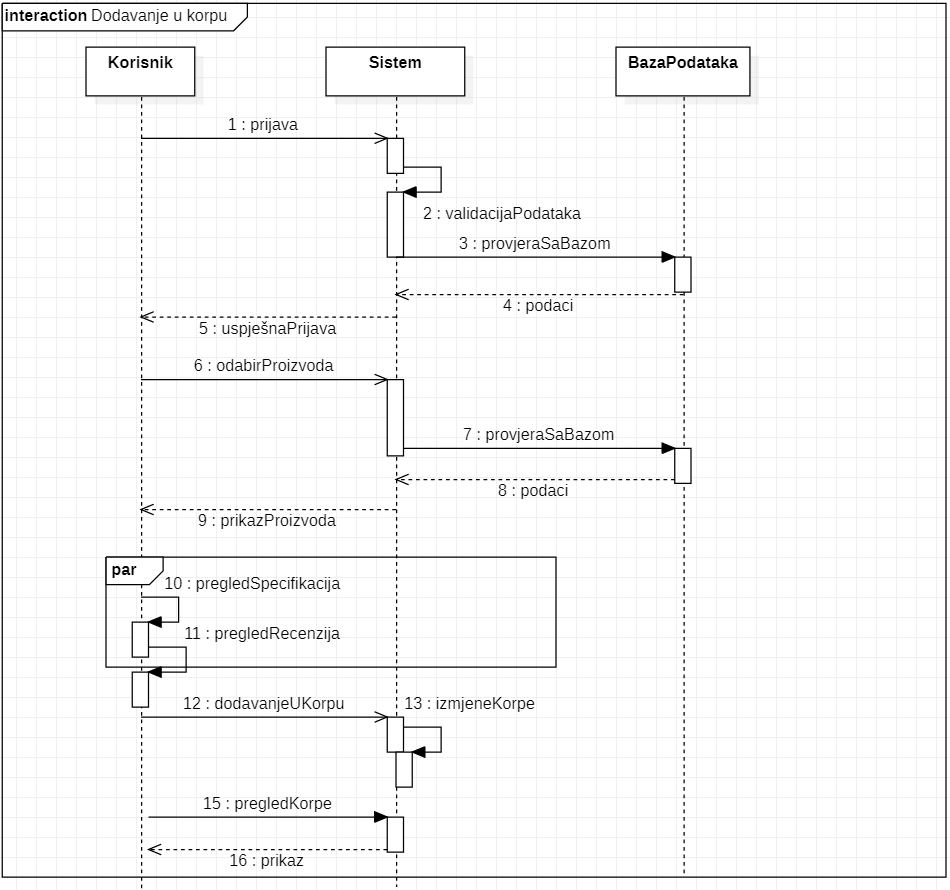 interaction Dodavanje u korpu
Korisnik
Sistem
BazaPodataka
1 : prijava
2 : validacijaPodataka
3 : provjeraSaBazom
4 : podaci
5 : uspješnaPrijava
6 : odabirProizvoda
7 : provjeraSaBazom
8 : podaci
9 : prikazProizvoda
par
10 : pregledSpecifikacija
11 : pregledRecenzija
12 : dodavanjeUKorpu
13 : izmjeneKorpe
15 : pregledKorpe
16 : prikaz